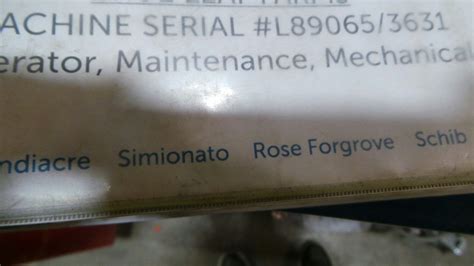 ACHINE SERIAL #L89065/3631
erator, Maintenance, Mechanical
ndiacre Simionato Rose Forgrove Schib